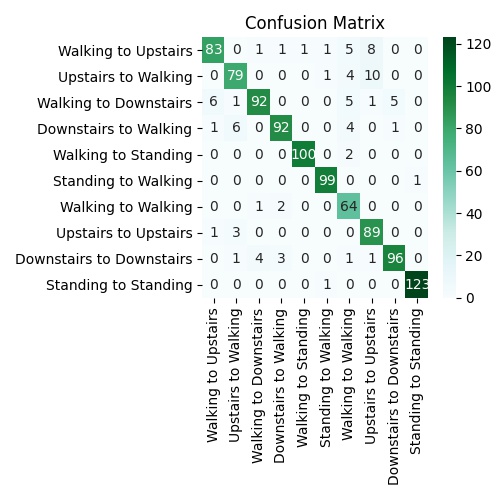 Confusion Matrix
Walking to Upstairs 83 0 1 1 1 1 5 8 0 0
Upstairs to Walking 0 79 0 0 0 1 4 10 0 0
Walking to Downstairs 6 1 92 0 0 0 5 1 5 0
Downstairs to Walking 1 6 0 92 0 0 4 0 1 0
Walking to Standing 0 0 0 0 100 0 2 0 0 0
Standing to Walking 0 0 0 0 0 99 0 0 0 1
Walking to Walking 0 0 1 2 0 0 64 0 0 0
Upstairs to Upstairs 1 3 0 0 0 0 0 89 0 0
Downstairs to Downstairs 0 1 4 3 0 0 1 1 96 0
Standing to Standing 0 0 0 0 0 1 0 0 0 123
Walking to Upstairs
Upstairs to Walking
Walking to Downstairs
Downstairs to Walking
Walking to Standing
Standing to Walking
Walking to Walking
Upstairs to Upstairs
Downstairs to Downstairs
Standing to Standing
120
100
80
60
40
20
0